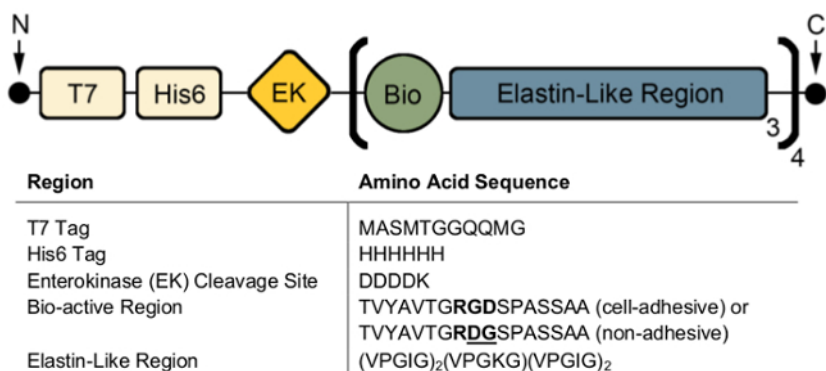 N C
T7 His6 EK Bio Elastin-Like Region 3 4
Region Amino Acid Sequence
T7 Tag MASMTGGQQMG
His6 Tag HHHHHH
Enterokinase (EK) Cleavage Site DDDDK
Bio-active Region TVYAVTGRGDSPASSAA (cell-adhesive) or
TVYAVTGRDGSPASSAA (non-adhesive)
Elastin-Like Region (VPGIG)₂(VPGKG)(VPGIG)₂